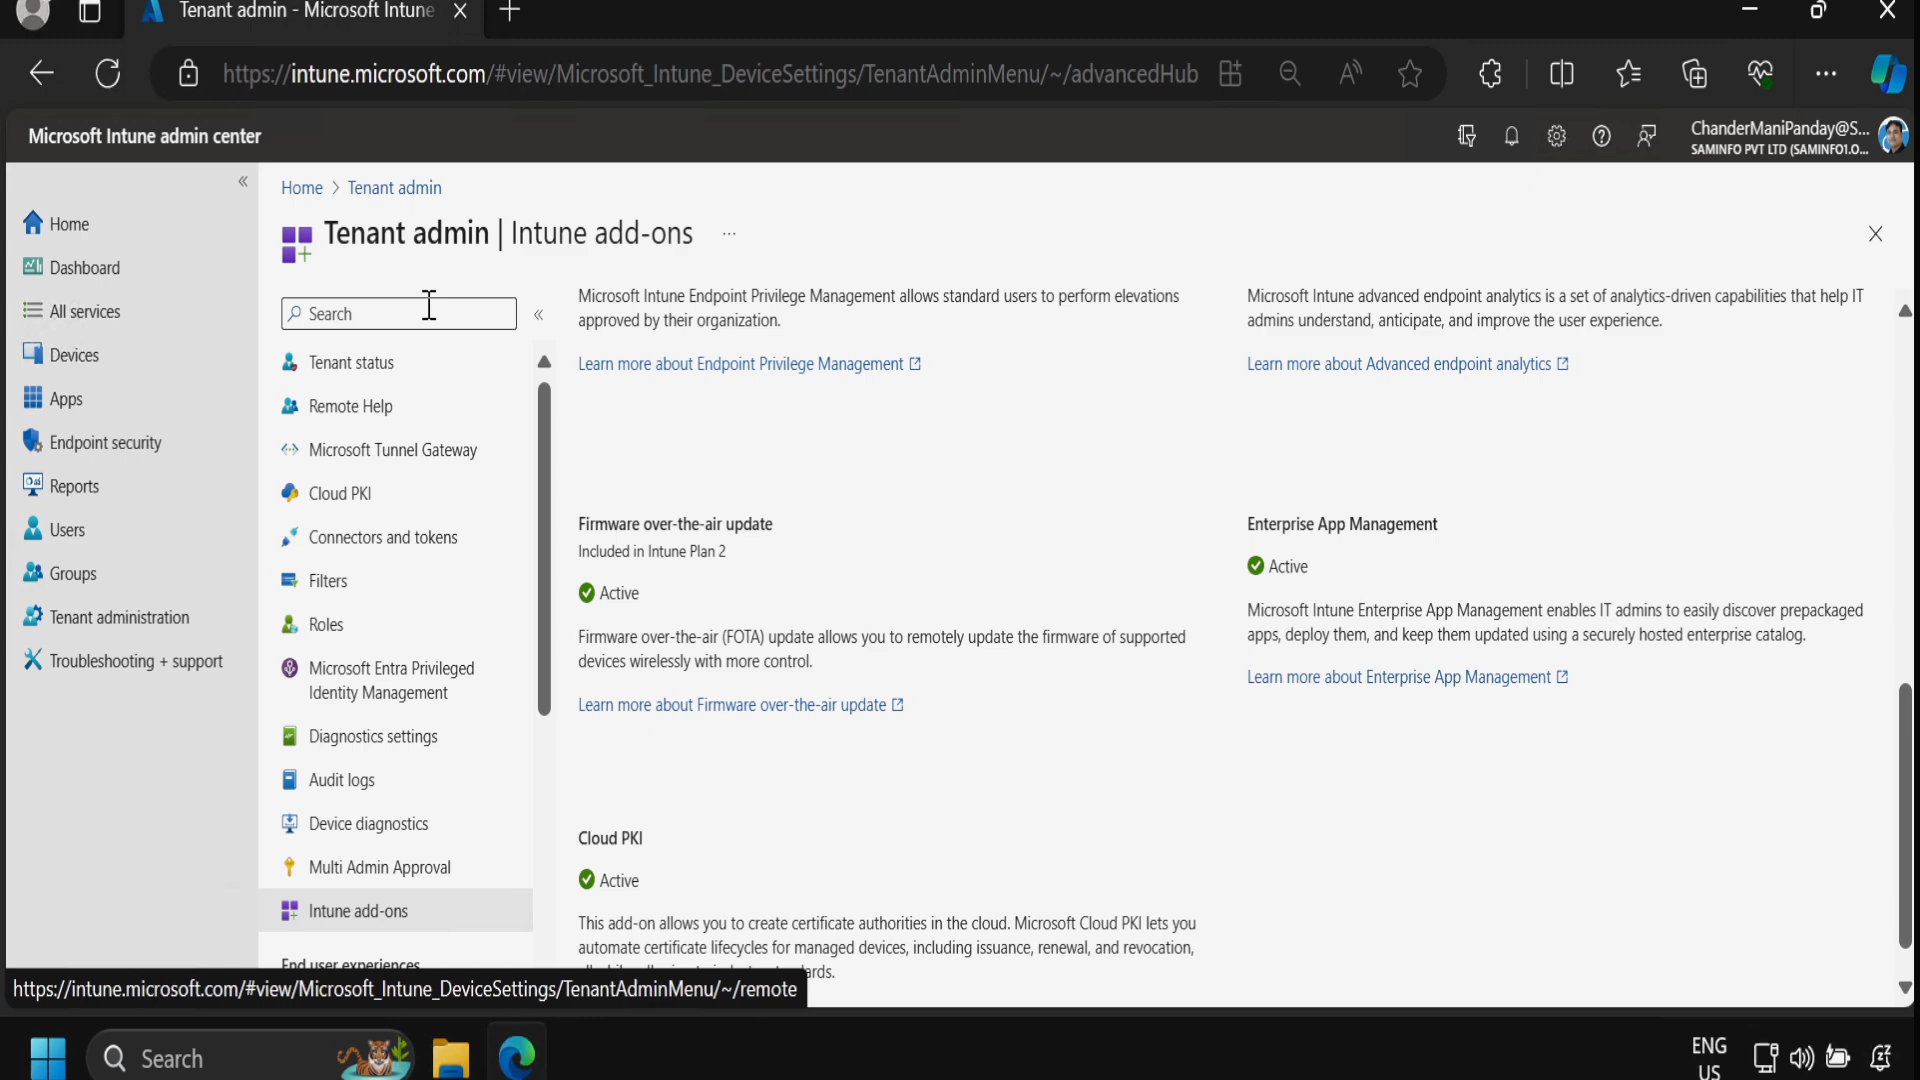 Tenant admin - Microsoft Intune
https://intune.microsoft.com/#view/Microsoft_Intune_DeviceSettings/TenantAdminMenu/~/advancedHub
Microsoft Intune admin center
ChanderManiPanday@S...
SAMINFO PVT LTD (SAMINFO1.O...
Home
Dashboard
All services
Devices
Apps
Endpoint security
Reports
Users
Groups
Tenant administration
Troubleshooting + support
Home > Tenant admin
Tenant admin | Intune add-ons ...
Search
Tenant status
Remote Help
Microsoft Tunnel Gateway
Cloud PKI
Connectors and tokens
Filters
Roles
Microsoft Entra Privileged
Identity Management
Diagnostics settings
Audit logs
Device diagnostics
Multi Admin Approval
Intune add-ons
End user experiences
Microsoft Intune Endpoint Privilege Management allows standard users to perform elevations
approved by their organization.
Learn more about Endpoint Privilege Management
Microsoft Intune advanced endpoint analytics is a set of analytics-driven capabilities that help IT
admins understand, anticipate, and improve the user experience.
Learn more about Advanced endpoint analytics
Firmware over-the-air update
Included in Intune Plan 2
Active
Firmware over-the-air (FOTA) update allows you to remotely update the firmware of supported
devices wirelessly with more control.
Learn more about Firmware over-the-air update
Enterprise App Management
Active
Microsoft Intune Enterprise App Management enables IT admins to easily discover prepackaged
apps, deploy them, and keep them updated using a securely hosted enterprise catalog.
Learn more about Enterprise App Management
Cloud PKI
Active
This add-on allows you to create certificate authorities in the cloud. Microsoft Cloud PKI lets you
automate certificate lifecycles for managed devices, including issuance, renewal, and revocation,
https://intune.microsoft.com/#view/Microsoft_Intune_DeviceSettings/TenantAdminMenu/~/remote
Search
ENG
US